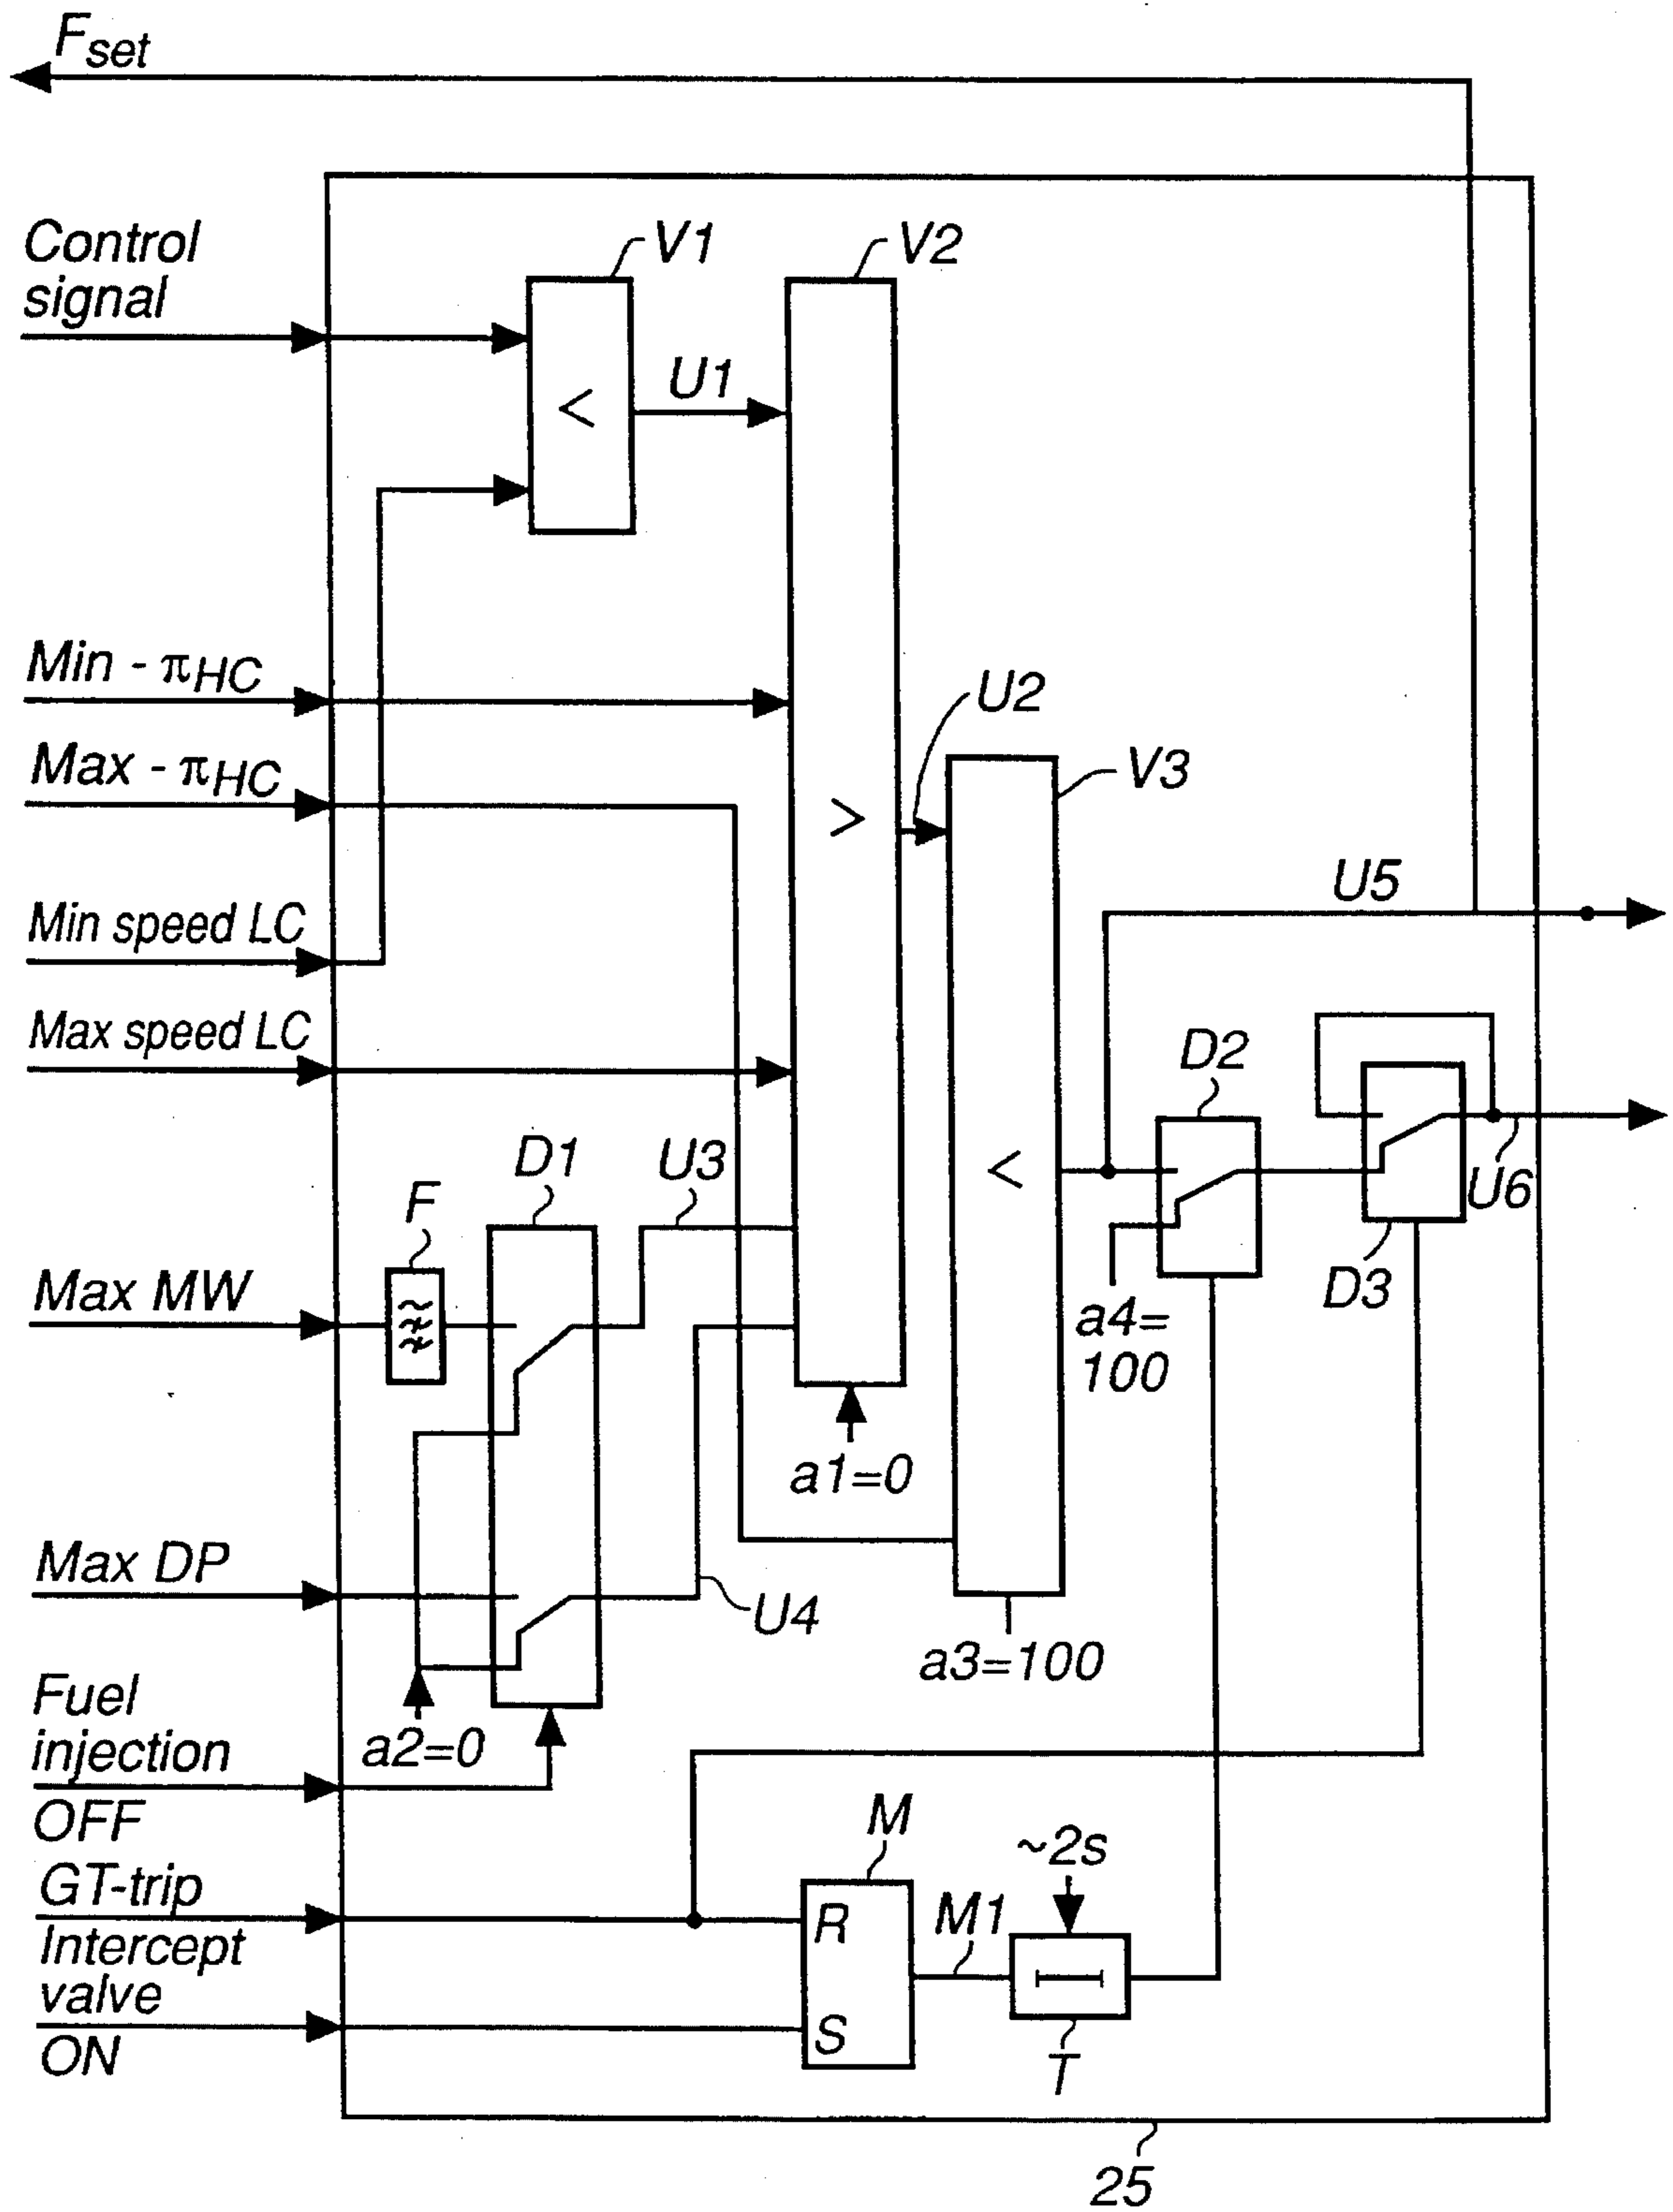 Fset
Control
signal
V1
V2
<
U1
Min - πHC
U2
Max - πHC
V3
>
U5
Min speed LC
Max speed LC
D2
D1
U3
<
U6
F
Max MW
D3
a4=
100
a1=0
Max DP
U4
a3=100
Fuel
injection
a2=0
OFF
M
~2s
GT-trip
R
M1
Intercept
valve
S
ON
T
25